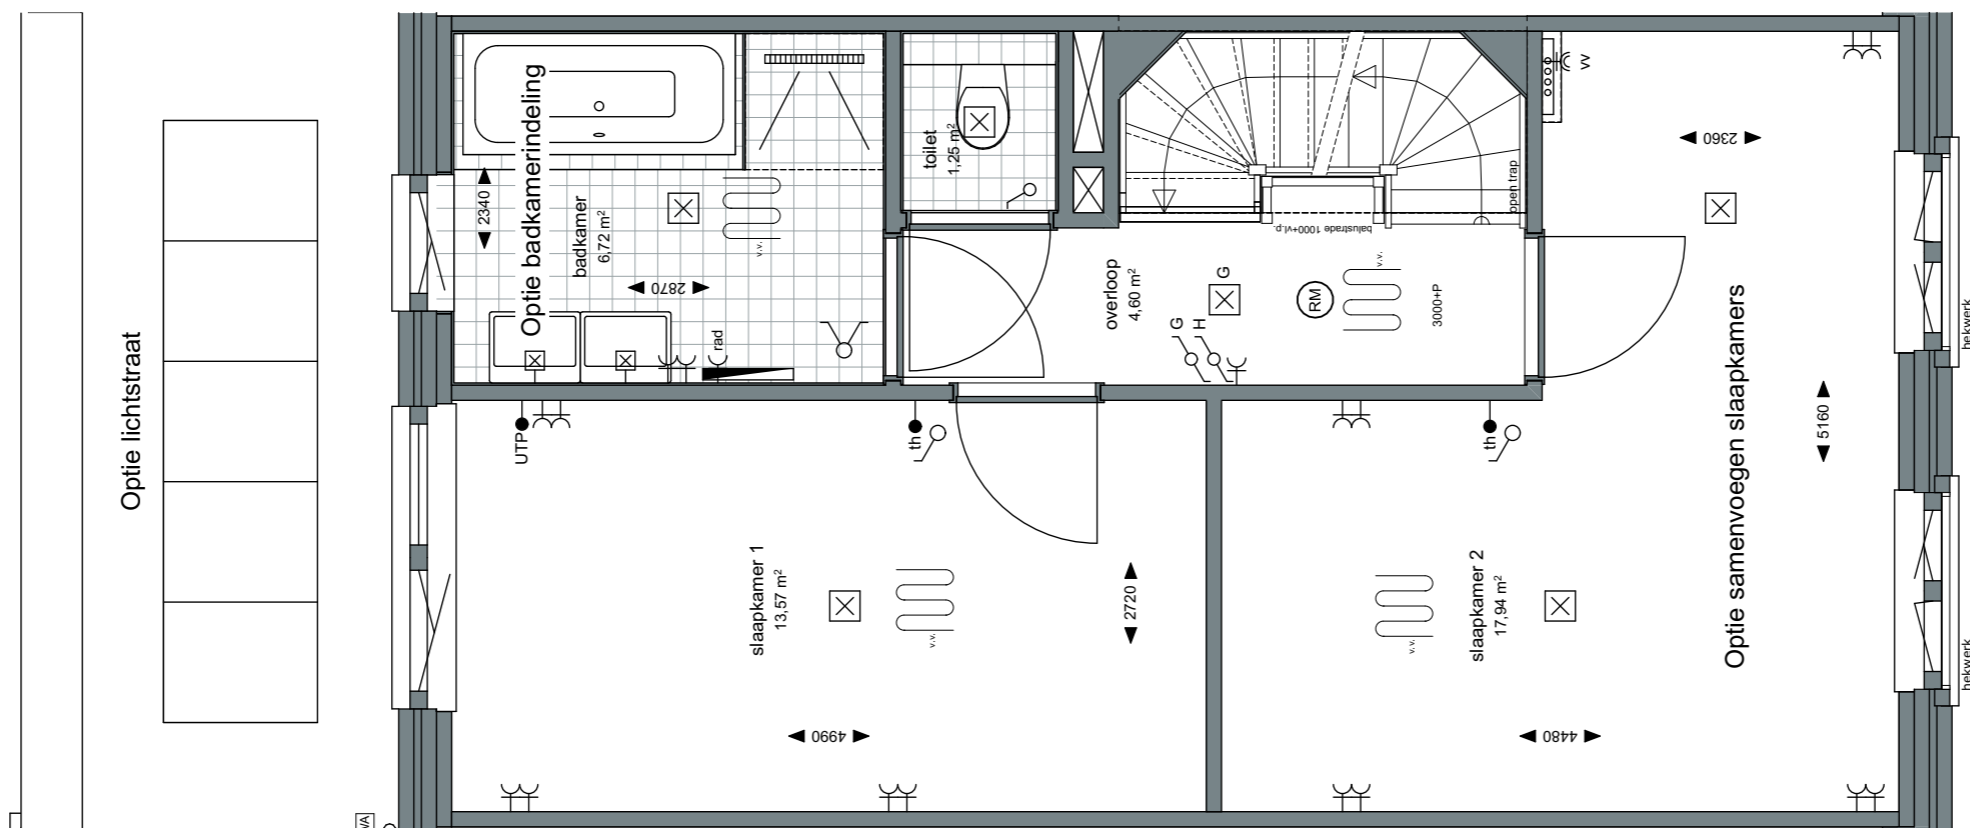 Optie lichtstraat
Optie badkamerindeling
badkamer
6,72 m²
2340
2870
v.v.
rad
toilet
1,25 m²
overloop
4,60 m²
G
G
H
RM
v.v.
3000+P
balustrade 1000+vl.p.
open trap
VV
2360
hekwerk
5160
Optie samenvoegen slaapkamers
UTP
th
slaapkamer 1
13,57 m²
v.v.
2720
4990
th
slaapkamer 2
17,94 m²
v.v.
4480
hekwerk